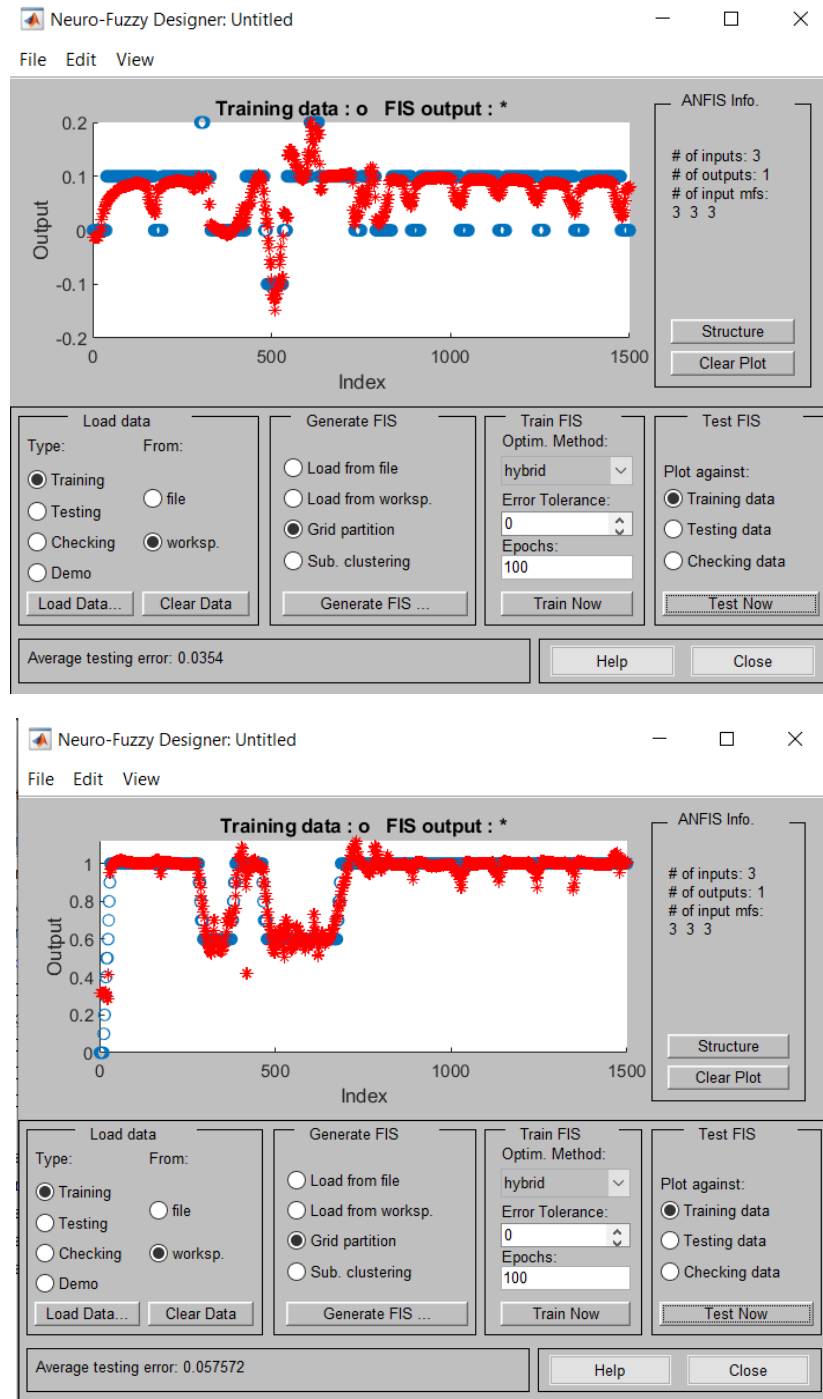 Neuro-Fuzzy Designer: Untitled
File Edit View
Training data : o FIS output : *
0.2
0.1
0
-0.1
-0.2
Output
0 500 1000 1500
Index
ANFIS Info.
# of inputs: 3
# of outputs: 1
# of input mfs:
3 3 3
Structure
Clear Plot
Load data
Type: From:
Training
Testing
Checking
Demo
file
worksp.
Load Data... Clear Data
Generate FIS
Load from file
Load from worksp.
Grid partition
Sub. clustering
Generate FIS ...
Train FIS
Optim. Method:
hybrid
Error Tolerance:
0
Epochs:
100
Train Now
Test FIS
Plot against:
Training data
Testing data
Checking data
Test Now
Average testing error: 0.0354
Help Close
Neuro-Fuzzy Designer: Untitled
File Edit View
Training data : o FIS output : *
1
0.8
0.6
0.4
0.2
0
Output
0 500 1000 1500
Index
ANFIS Info.
# of inputs: 3
# of outputs: 1
# of input mfs:
3 3 3
Structure
Clear Plot
Load data
Type: From:
Training
Testing
Checking
Demo
file
worksp.
Load Data... Clear Data
Generate FIS
Load from file
Load from worksp.
Grid partition
Sub. clustering
Generate FIS ...
Train FIS
Optim. Method:
hybrid
Error Tolerance:
0
Epochs:
100
Train Now
Test FIS
Plot against:
Training data
Testing data
Checking data
Test Now
Average testing error: 0.057572
Help Close